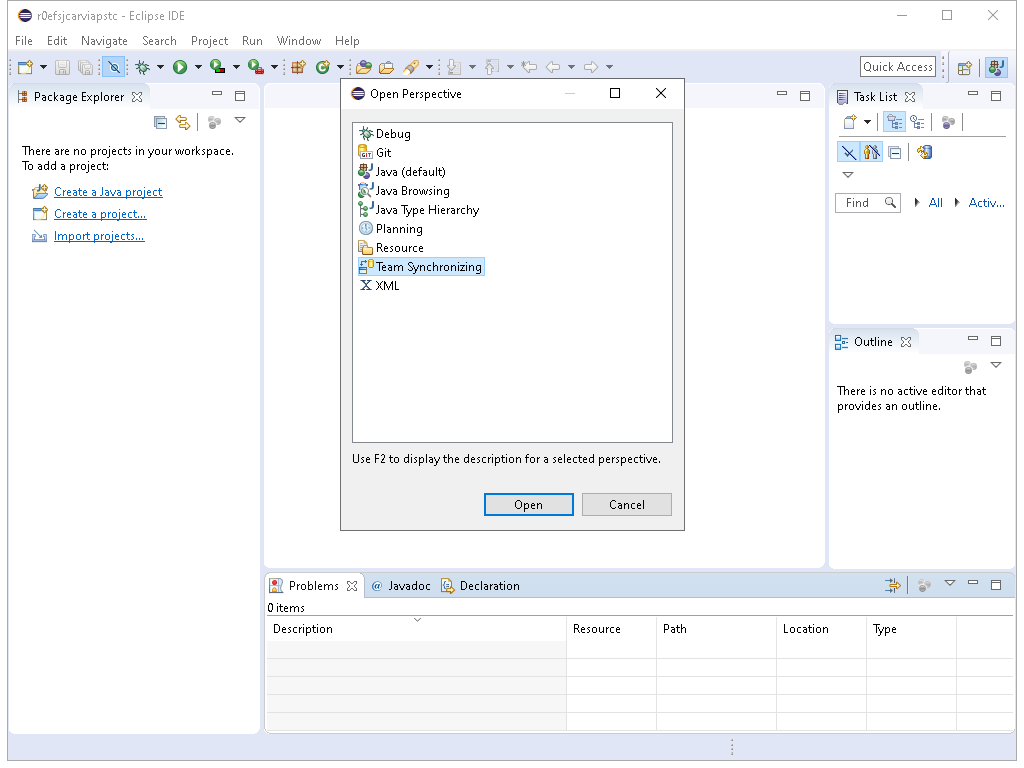 r0efsjcarviapstc - Eclipse IDE
File Edit Navigate Search Project Run Window Help
Quick Access
Package Explorer
There are no projects in your workspace.
To add a project:
Create a Java project
Create a project...
Import projects...
Open Perspective
Debug
GIT Git
Java (default)
Java Browsing
Java Type Hierarchy
Planning
Resource
Team Synchronizing
XML
Use F2 to display the description for a selected perspective.
Open Cancel
Task List
Find All Activ...
Outline
There is no active editor that
provides an outline.
Problems @ Javadoc Declaration
0 items
Description Resource Path Location Type